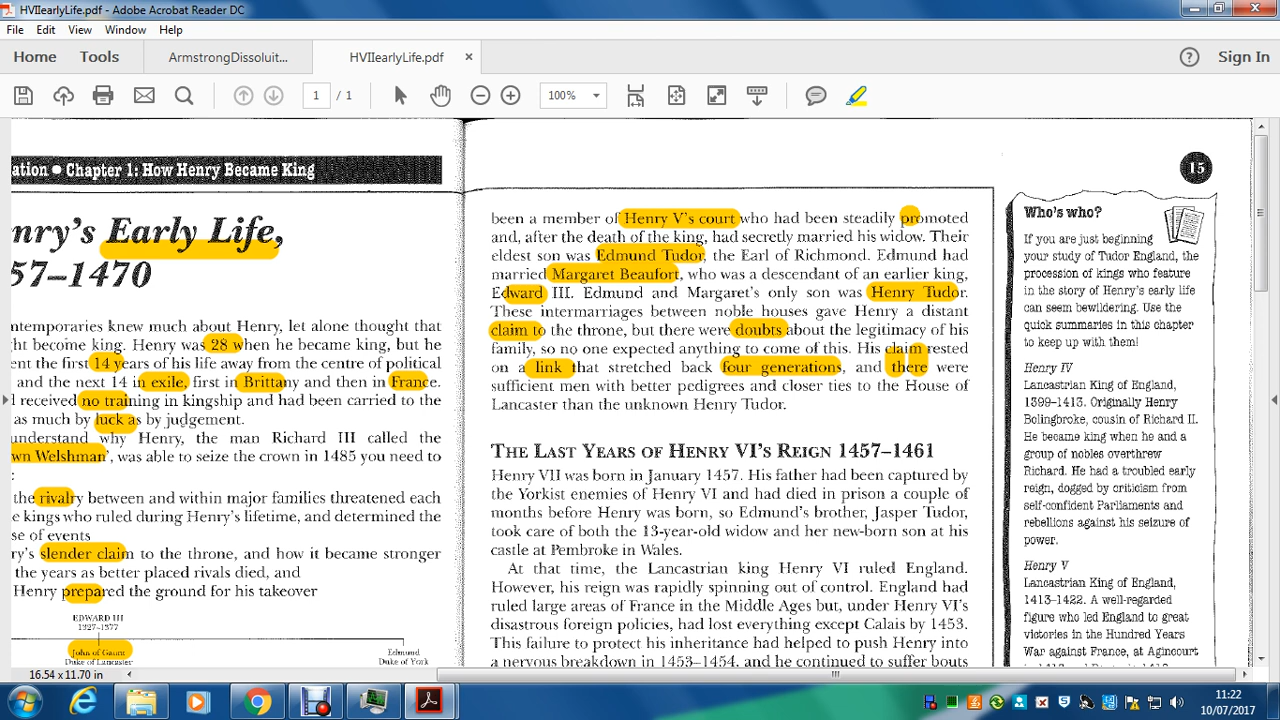 HVIIearlyLife.pdf - Adobe Acrobat Reader DC
File Edit View Window Help
Home Tools ArmstrongDissoluit... HVIIearlyLife.pdf × Sign In
1 / 1 100%
ation • Chapter 1: How Henry Became King
nry's Early Life,
57–1470
ntemporaries knew much about Henry, let alone thought that
ht become king. Henry was 28 when he became king, but he
ent the first 14 years of his life away from the centre of political
and the next 14 in exile, first in Brittany and then in France.
l received no training in kingship and had been carried to the
as much by luck as by judgement.
understand why Henry, the man Richard III called the
wn Welshman', was able to seize the crown in 1485 you need to
:
the rivalry between and within major families threatened each
e kings who ruled during Henry's lifetime, and determined the
se of events
ry's slender claim to the throne, and how it became stronger
the years as better placed rivals died, and
Henry prepared the ground for his takeover
EDWARD III
1327–1377
John of Gaunt
Duke of Lancaster
Edmund
Duke of York
15
been a member of Henry V's court who had been steadily promoted
and, after the death of the king, had secretly married his widow. Their
eldest son was Edmund Tudor, the Earl of Richmond. Edmund had
married Margaret Beaufort, who was a descendant of an earlier king,
Edward III. Edmund and Margaret's only son was Henry Tudor.
These intermarriages between noble houses gave Henry a distant
claim to the throne, but there were doubts about the legitimacy of his
family, so no one expected anything to come of this. His claim rested
on a link that stretched back four generations, and there were
sufficient men with better pedigrees and closer ties to the House of
Lancaster than the unknown Henry Tudor.
THE LAST YEARS OF HENRY VI'S REIGN 1457–1461
Henry VII was born in January 1457. His father had been captured by
the Yorkist enemies of Henry VI and had died in prison a couple of
months before Henry was born, so Edmund's brother, Jasper Tudor,
took care of both the 13-year-old widow and her new-born son at his
castle at Pembroke in Wales.
At that time, the Lancastrian king Henry VI ruled England.
However, his reign was rapidly spinning out of control. England had
ruled large areas of France in the Middle Ages but, under Henry VI's
disastrous foreign policies, had lost everything except Calais by 1453.
This failure to protect his inheritance had helped to push Henry into
a nervous breakdown in 1453–1454, and he continued to suffer bouts
Who's who?
If you are just beginning
your study of Tudor England, the
procession of kings who feature
in the story of Henry's early life
can seem bewildering. Use the
quick summaries in this chapter
to keep up with them!
Henry IV
Lancastrian King of England,
1399–1413. Originally Henry
Bolingbroke, cousin of Richard II.
He became king when he and a
group of nobles overthrew
Richard. He had a troubled early
reign, dogged by criticism from
self-confident Parliaments and
rebellions against his seizure of
power.
Henry V
Lancastrian King of England,
1413–1422. A well-regarded
figure who led England to great
victories in the Hundred Years
War against France, at Agincourt
16.54 x 11.70 in
11:22
10/07/2017